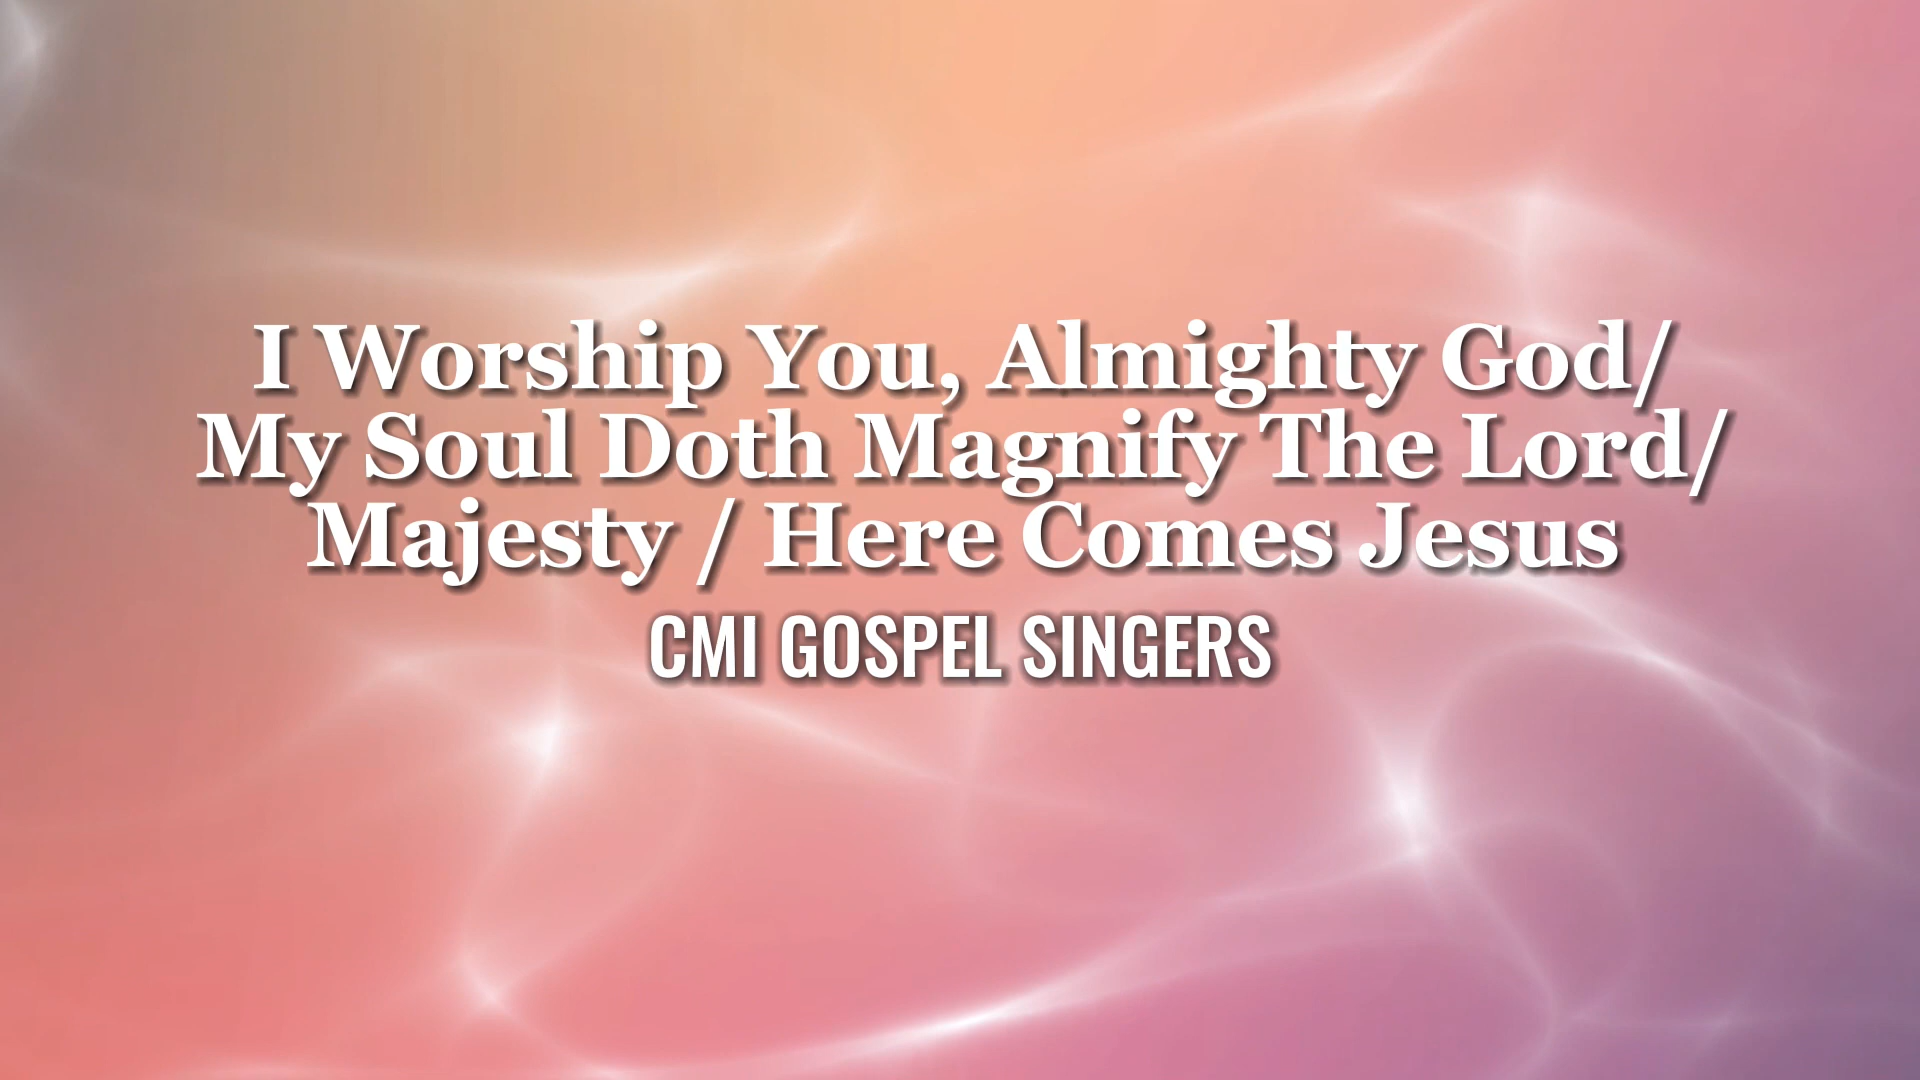 I Worship You, Almighty God/
My Soul Doth Magnify The Lord/
Majesty / Here Comes Jesus
CMI GOSPEL SINGERS